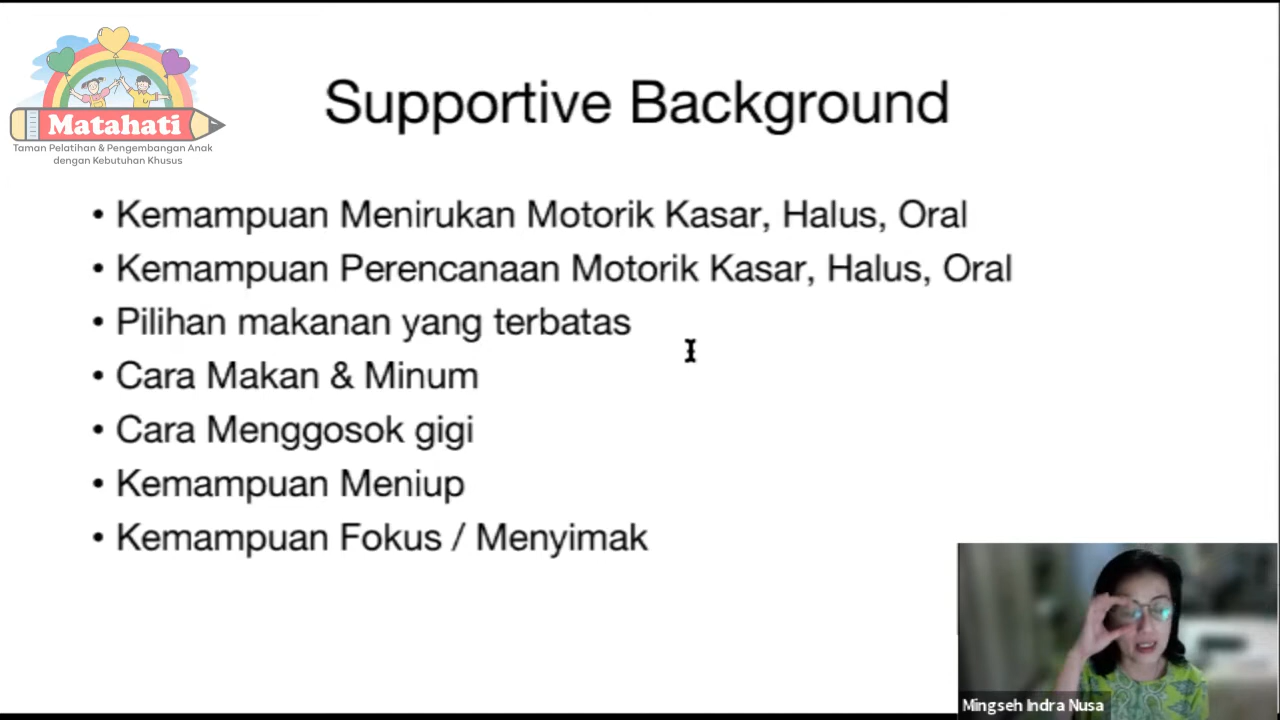 Matahati
Taman Pelatihan & Pengembangan Anak
dengan Kebutuhan Khusus
Supportive Background
• Kemampuan Menirukan Motorik Kasar, Halus, Oral
• Kemampuan Perencanaan Motorik Kasar, Halus, Oral
• Pilihan makanan yang terbatas
• Cara Makan & Minum
• Cara Menggosok gigi
• Kemampuan Meniup
• Kemampuan Fokus / Menyimak
Mingseh Indra Nusa